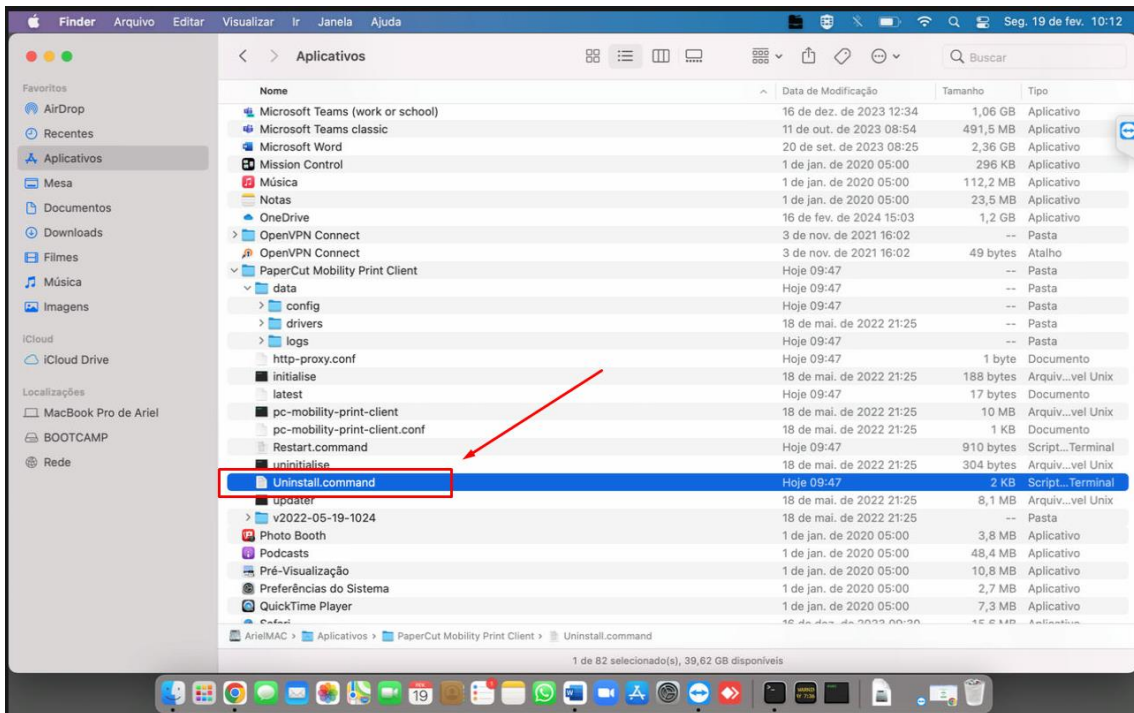 Finder Arquivo Editar Visualizar Ir Janela Ajuda Seg. 19 de fev. 10:12
Aplicativos Buscar
Favoritos
AirDrop
Recentes
Aplicativos
Mesa
Documentos
Downloads
Filmes
Música
Imagens
iCloud
iCloud Drive
Localizações
MacBook Pro de Ariel
BOOTCAMP
Rede
Nome Data de Modificação Tamanho Tipo
Microsoft Teams (work or school) 16 de dez. de 2023 12:34 1,06 GB Aplicativo
Microsoft Teams classic 11 de out. de 2023 08:54 491,5 MB Aplicativo
Microsoft Word 20 de set. de 2023 08:25 2,36 GB Aplicativo
Mission Control 1 de jan. de 2020 05:00 296 KB Aplicativo
Música 1 de jan. de 2020 05:00 112,2 MB Aplicativo
Notas 1 de jan. de 2020 05:00 23,5 MB Aplicativo
OneDrive 16 de fev. de 2024 15:03 1,2 GB Aplicativo
OpenVPN Connect 3 de nov. de 2021 16:02 -- Pasta
OpenVPN Connect 3 de nov. de 2021 16:02 49 bytes Atalho
PaperCut Mobility Print Client Hoje 09:47 -- Pasta
data Hoje 09:47 -- Pasta
config Hoje 09:47 -- Pasta
drivers 18 de mai. de 2022 21:25 -- Pasta
logs Hoje 09:47 -- Pasta
http-proxy.conf Hoje 09:47 1 byte Documento
initialise 18 de mai. de 2022 21:25 188 bytes Arquiv...vel Unix
latest Hoje 09:47 17 bytes Documento
pc-mobility-print-client 18 de mai. de 2022 21:25 10 MB Arquiv...vel Unix
pc-mobility-print-client.conf 18 de mai. de 2022 21:25 1 KB Documento
Restart.command Hoje 09:47 910 bytes Script...Terminal
uninitialise 18 de mai. de 2022 21:25 304 bytes Arquiv...vel Unix
Uninstall.command Hoje 09:47 2 KB Script...Terminal
updater 18 de mai. de 2022 21:25 8,1 MB Arquiv...vel Unix
v2022-05-19-1024 18 de mai. de 2022 21:25 -- Pasta
Photo Booth 1 de jan. de 2020 05:00 3,8 MB Aplicativo
Podcasts 1 de jan. de 2020 05:00 48,4 MB Aplicativo
Pré-Visualização 1 de jan. de 2020 05:00 10,8 MB Aplicativo
Preferências do Sistema 1 de jan. de 2020 05:00 2,7 MB Aplicativo
QuickTime Player 1 de jan. de 2020 05:00 7,3 MB Aplicativo
Safari 16 de dez. de 2023 00:30 15,6 MB Aplicativo
ArielMAC > Aplicativos > PaperCut Mobility Print Client > Uninstall.command
1 de 82 selecionado(s), 39,62 GB disponíveis
19